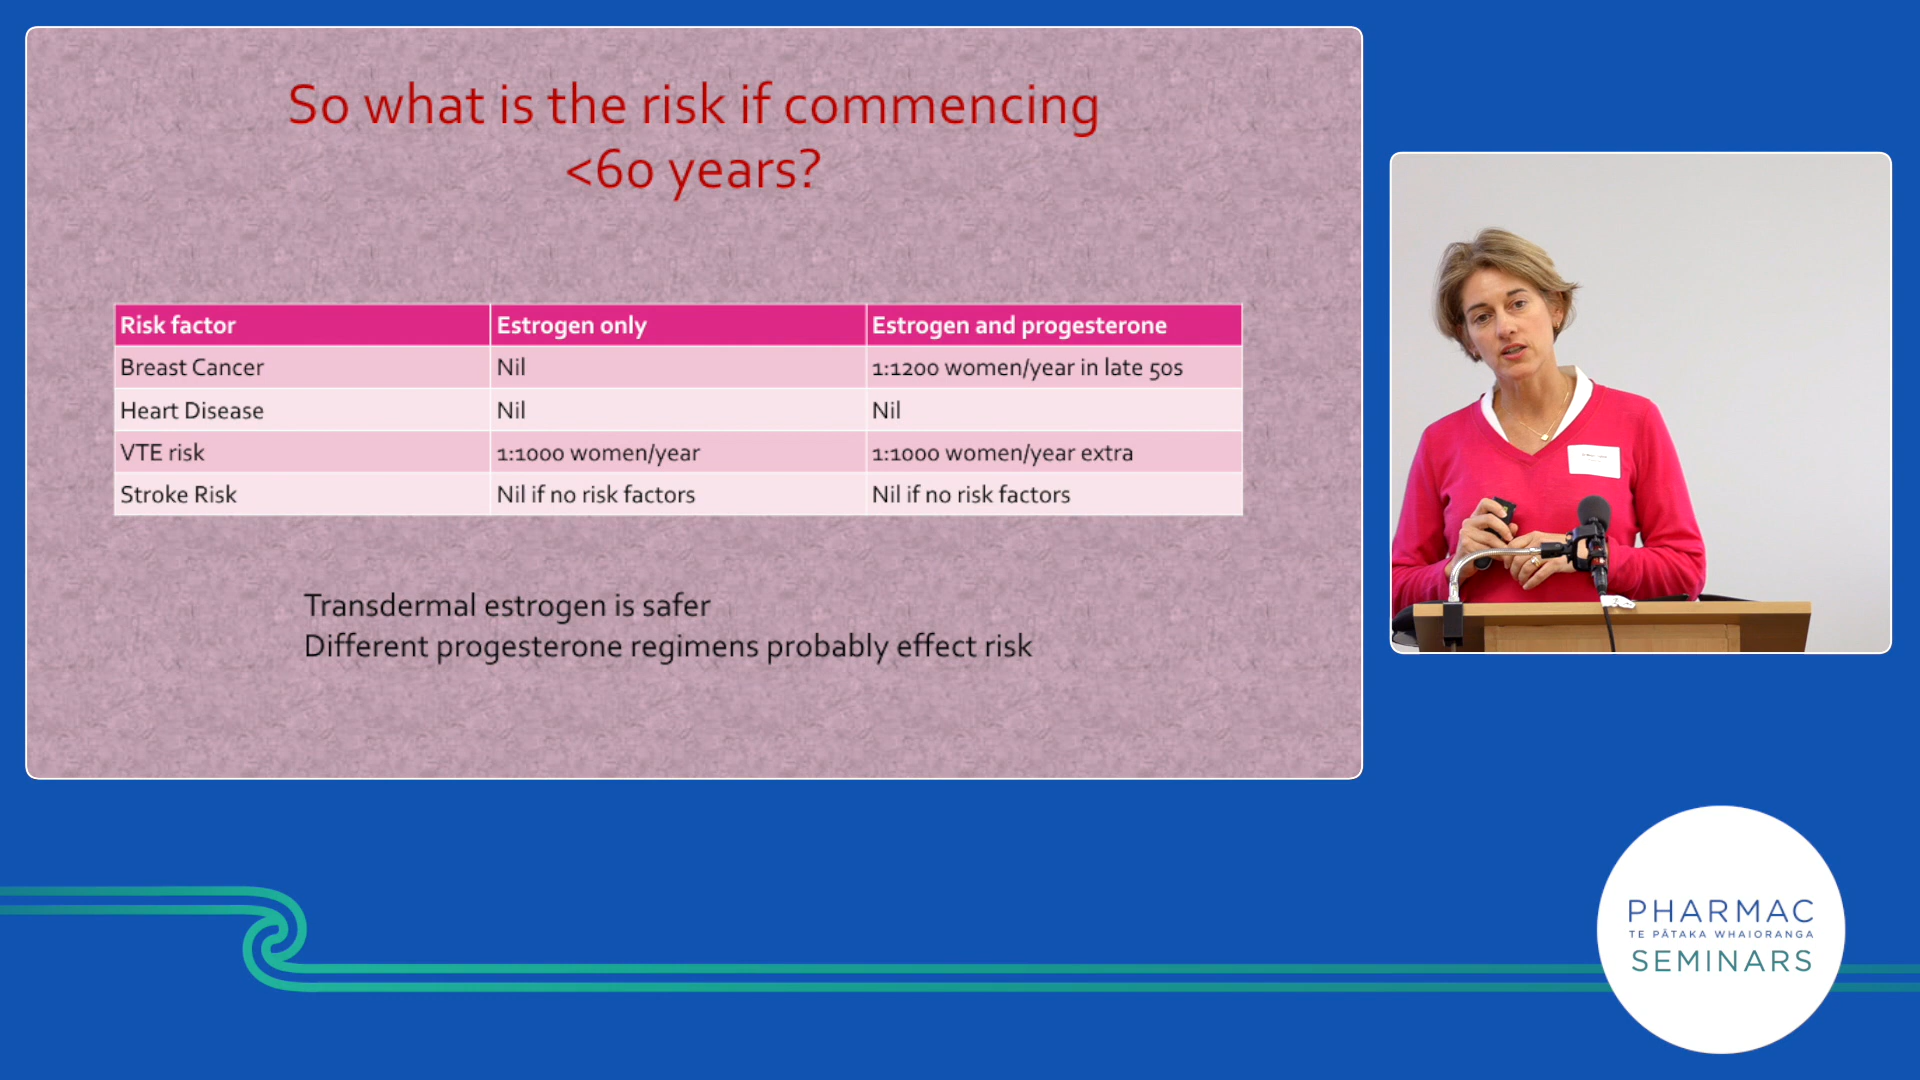 So what is the risk if commencing
<60 years?
Risk factor Estrogen only Estrogen and progesterone
Breast Cancer Nil 1:1200 women/year in late 50s
Heart Disease Nil Nil
VTE risk 1:1000 women/year 1:1000 women/year extra
Stroke Risk Nil if no risk factors Nil if no risk factors
Transdermal estrogen is safer
Different progesterone regimens probably effect risk
PHARMAC
TE PĀTAKA WHAIORANGA
SEMINARS